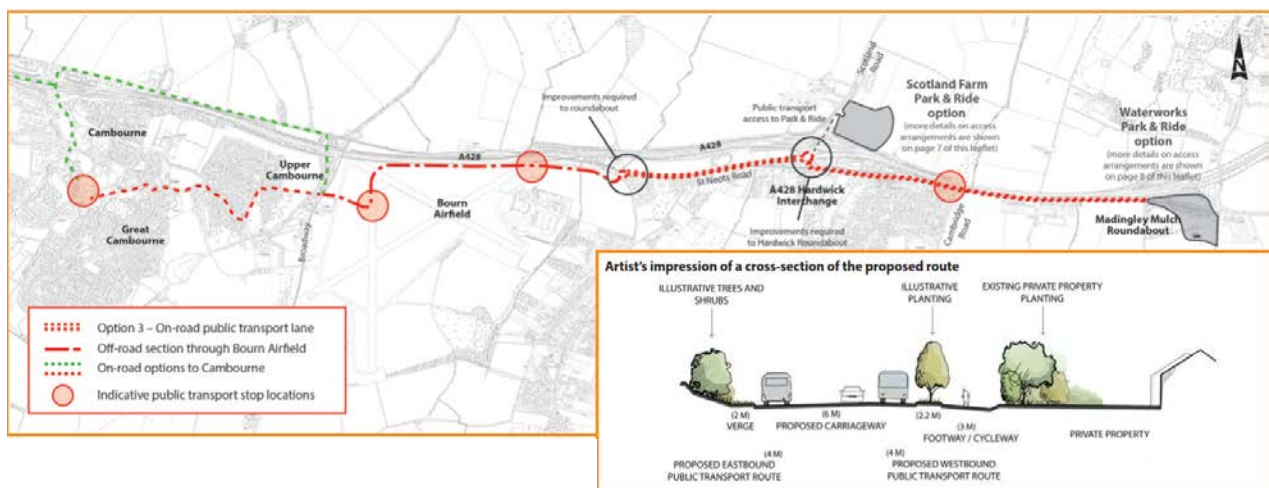 Scotland
Road
N
Improvements required
to roundabout
Public transport
access to Park & Ride
Scotland Farm
Park & Ride
option
(more details on access
arrangements are shown
on page 7 of this leaflet)
Waterworks
Park & Ride
option
(more details on access
arrangements are shown
on page 8 of this leaflet)
Cambourne
Upper
Cambourne
A428
A428
St Neots Road
A428 Hardwick
Interchange
Bourn
Airfield
Great
Cambourne
Broadway
Improvements required
to Hardwick Roundabout
Cambridge
Road
Madingley Mulch
Roundabout
Option 3 – On-road public transport lane
Off-road section through Bourn Airfield
On-road options to Cambourne
Indicative public transport stop locations
Artist's impression of a cross-section of the proposed route
ILLUSTRATIVE TREES AND
SHRUBS
ILLUSTRATIVE
PLANTING
EXISTING PRIVATE PROPERTY
PLANTING
(2 M)
VERGE
(6 M)
PROPOSED CARRIAGEWAY
(2.2 M)
(3 M)
FOOTWAY / CYCLEWAY
PRIVATE PROPERTY
(4 M)
PROPOSED EASTBOUND
PUBLIC TRANSPORT ROUTE
(4 M)
PROPOSED WESTBOUND
PUBLIC TRANSPORT ROUTE